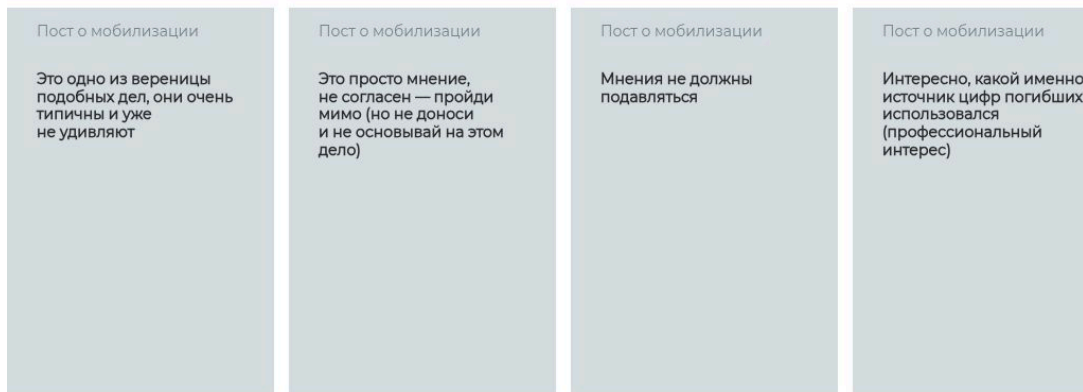 Пост о мобилизации
Это одно из вереницы
подобных дел, они очень
типичны и уже
не удивляют
Пост о мобилизации
Это просто мнение,
не согласен — пройди
мимо (но не доноси
и не основывай на этом
дело)
Пост о мобилизации
Мнения не должны
подавляться
Пост о мобилизации
Интересно, какой именно
источник цифр погибших
использовался
(профессиональный
интерес)